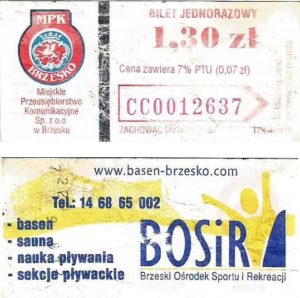 MPK
BRZESKO
Miejskie
Przedsiębiorstwo
Komunikacyjne
Sp. z o.o.
w Brzesku
BILET JEDNORAZOWY
1,30 zł
Cena zawiera 7% PTU (0,07 zł)
CC0012637
www.basen-brzesko.com
Tel.: 14 68 65 002
- basen
- sauna
- nauka pływania
- sekcje pływackie
BOSiR
Brzeski Ośrodek Sportu i Rekreacji